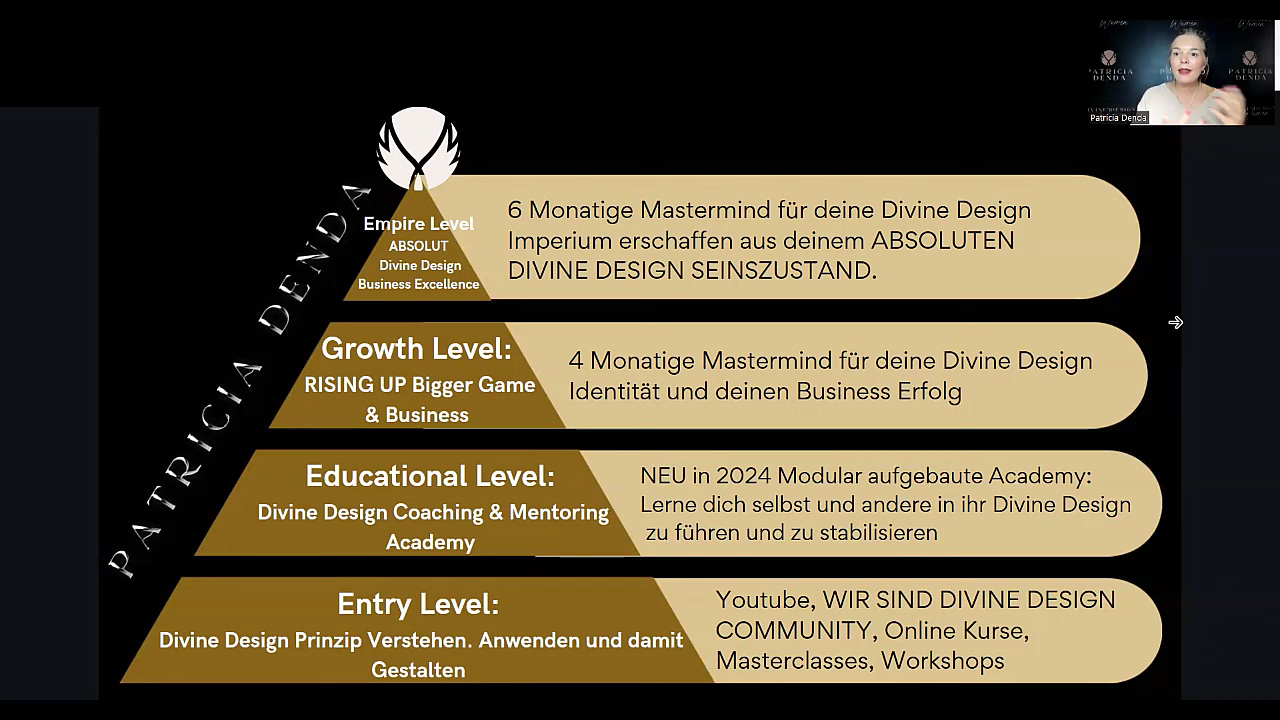 Women
PATRICIA
DENDA
PATRICIA
DENDA
Patricia Denda
PATRICIA DENDA
Empire Level
ABSOLUT
Divine Design
Business Excellence
6 Monatige Mastermind für deine Divine Design
Imperium erschaffen aus deinem ABSOLUTEN
DIVINE DESIGN SEINSZUSTAND.
Growth Level:
RISING UP Bigger Game
& Business
4 Monatige Mastermind für deine Divine Design
Identität und deinen Business Erfolg
Educational Level:
Divine Design Coaching & Mentoring
Academy
NEU in 2024 Modular aufgebaute Academy:
Lerne dich selbst und andere in ihr Divine Design
zu führen und zu stabilisieren
Entry Level:
Divine Design Prinzip Verstehen. Anwenden und damit
Gestalten
Youtube, WIR SIND DIVINE DESIGN
COMMUNITY, Online Kurse,
Masterclasses, Workshops